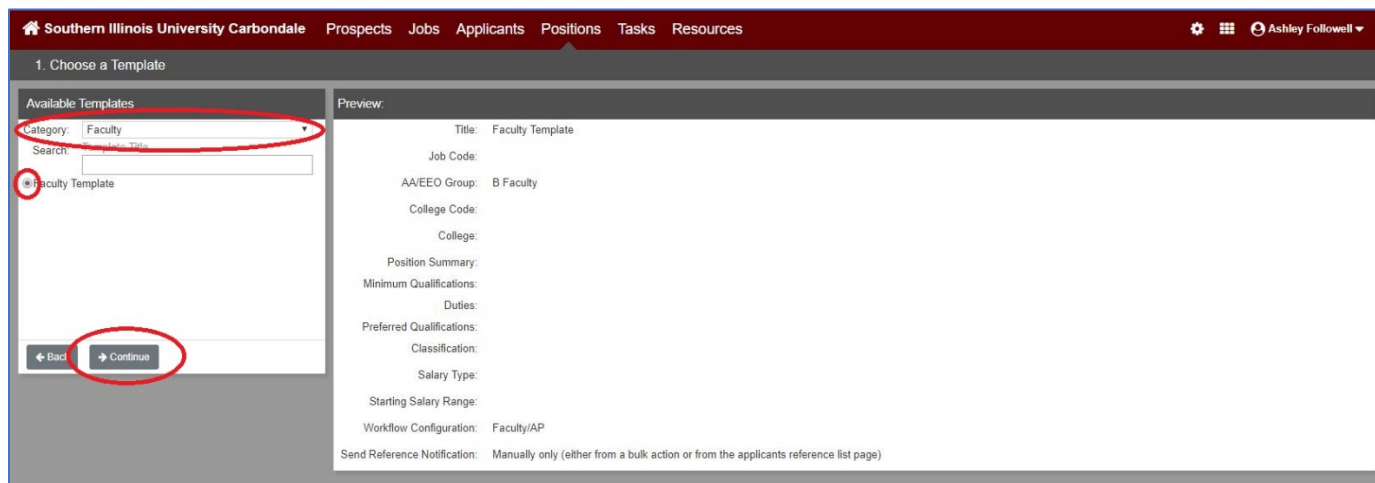 Southern Illinois University Carbondale Prospects Jobs Applicants Positions Tasks Resources Ashley Followell
1. Choose a Template
Available Templates
Category: Faculty
Search: Template Title
Faculty Template
Back Continue
Preview:
Title: Faculty Template
Job Code:
AA/EEO Group: B Faculty
College Code:
College:
Position Summary:
Minimum Qualifications:
Duties:
Preferred Qualifications:
Classification:
Salary Type:
Starting Salary Range:
Workflow Configuration: Faculty/AP
Send Reference Notification: Manually only (either from a bulk action or from the applicants reference list page)